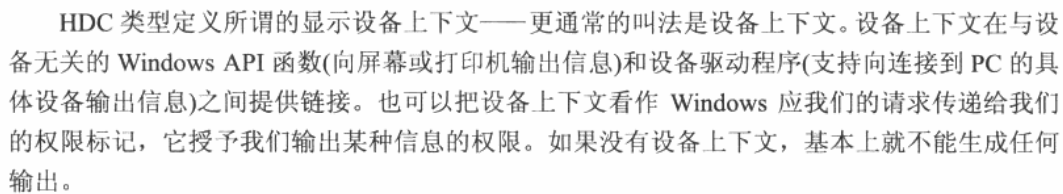 HDC 类型定义所谓的显示设备上下文——更通常的叫法是设备上下文。设备上下文在与设
备无关的 Windows API 函数(向屏幕或打印机输出信息)和设备驱动程序(支持向连接到 PC 的具
体设备输出信息)之间提供链接。也可以把设备上下文看作 Windows 应我们的请求传递给我们
的权限标记，它授予我们输出某种信息的权限。如果没有设备上下文，基本上就不能生成任何
输出。